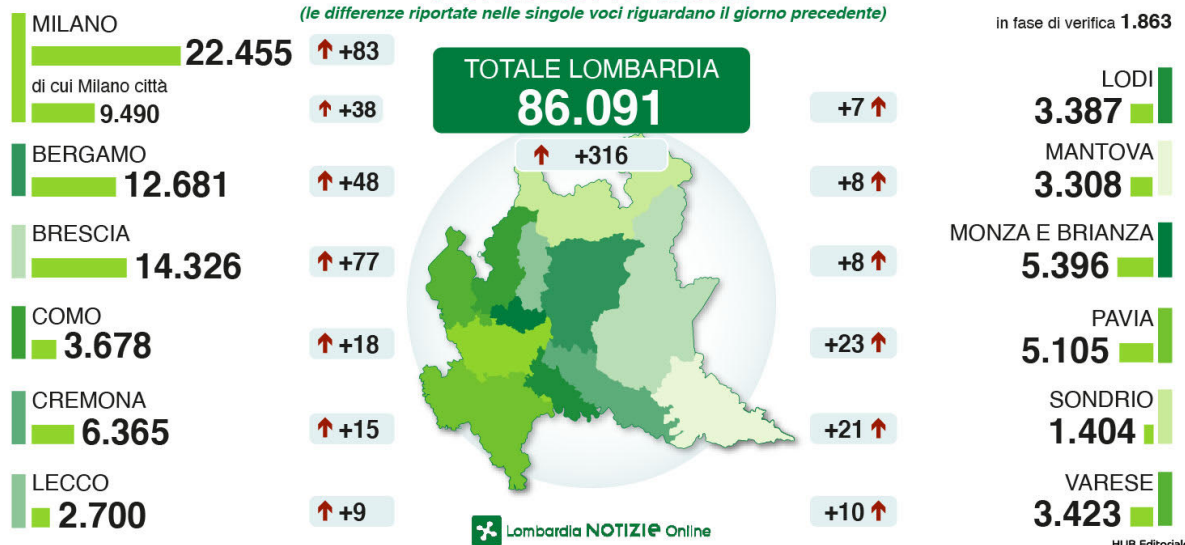 (le differenze riportate nelle singole voci riguardano il giorno precedente)
in fase di verifica 1.863
MILANO
22.455
+83
di cui Milano città
9.490
+38
BERGAMO
12.681
+48
BRESCIA
14.326
+77
COMO
3.678
+18
CREMONA
6.365
+15
LECCO
2.700
+9
TOTALE LOMBARDIA
86.091
+316
LODI
+7
3.387
MANTOVA
+8
3.308
MONZA E BRIANZA
+8
5.396
PAVIA
+23
5.105
SONDRIO
+21
1.404
VARESE
+10
3.423
Lombardia NOTIZIE Online
HUB Editoriale